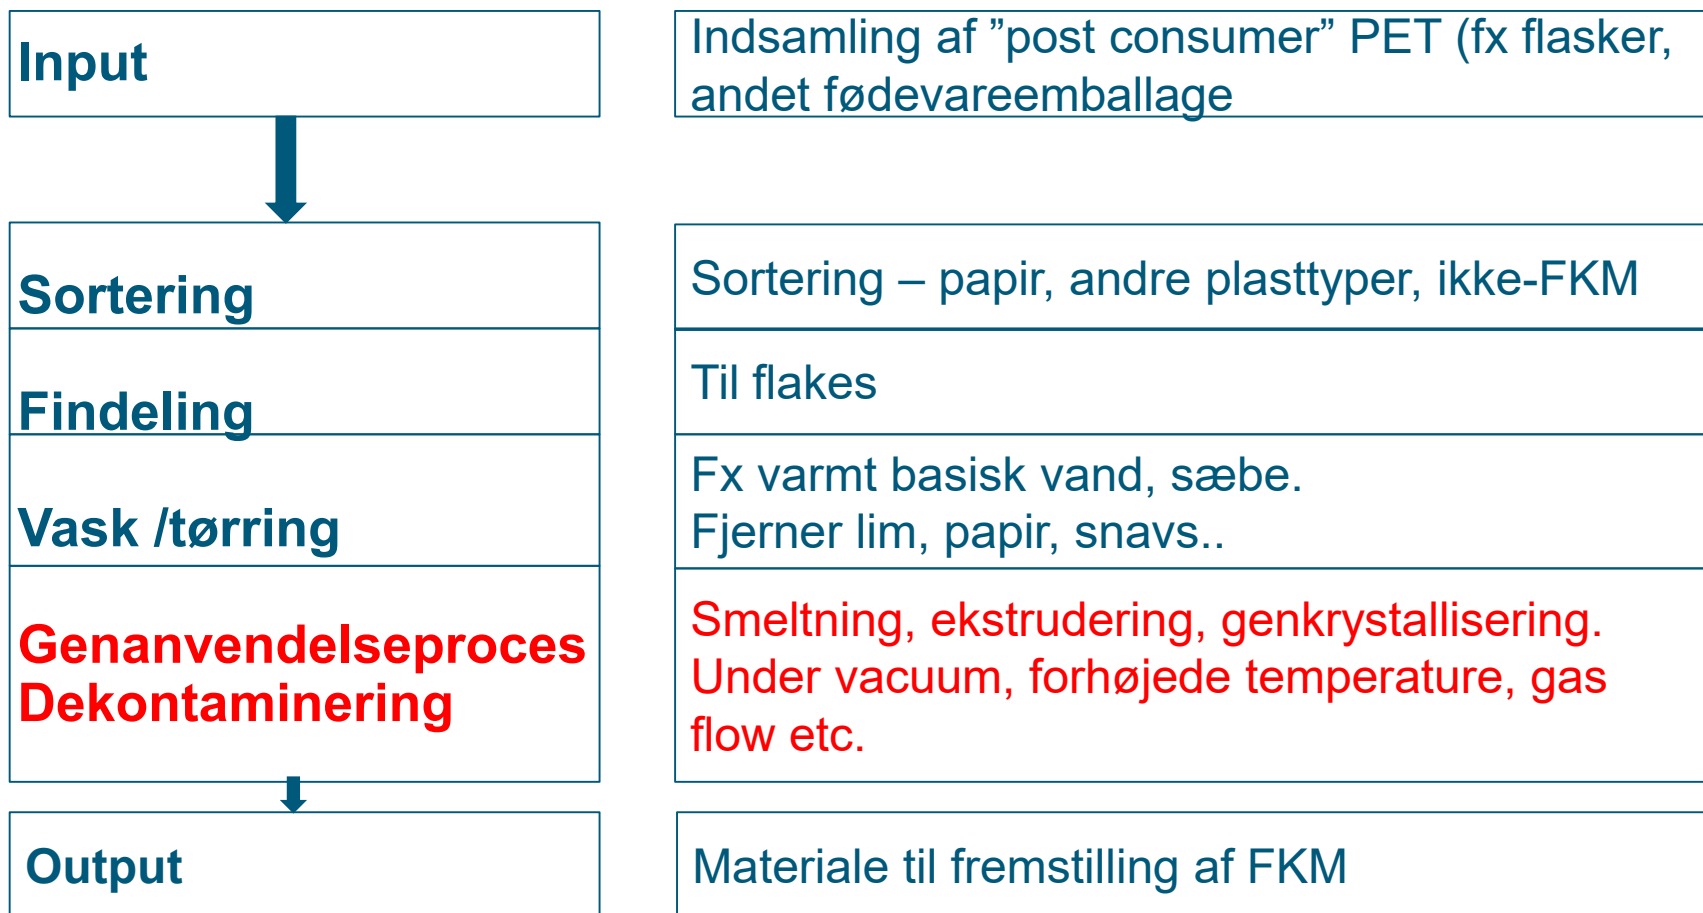 Input
Indsamling af ”post consumer” PET (fx flasker,
andet fødevareemballage
Sortering
Sortering – papir, andre plasttyper, ikke-FKM
Findeling
Til flakes
Vask /tørring
Fx varmt basisk vand, sæbe.
Fjerner lim, papir, snavs..
Genanvendelseproces
Dekontaminering
Smeltning, ekstrudering, genkrystallisering.
Under vacuum, forhøjede temperature, gas
flow etc.
Output
Materiale til fremstilling af FKM